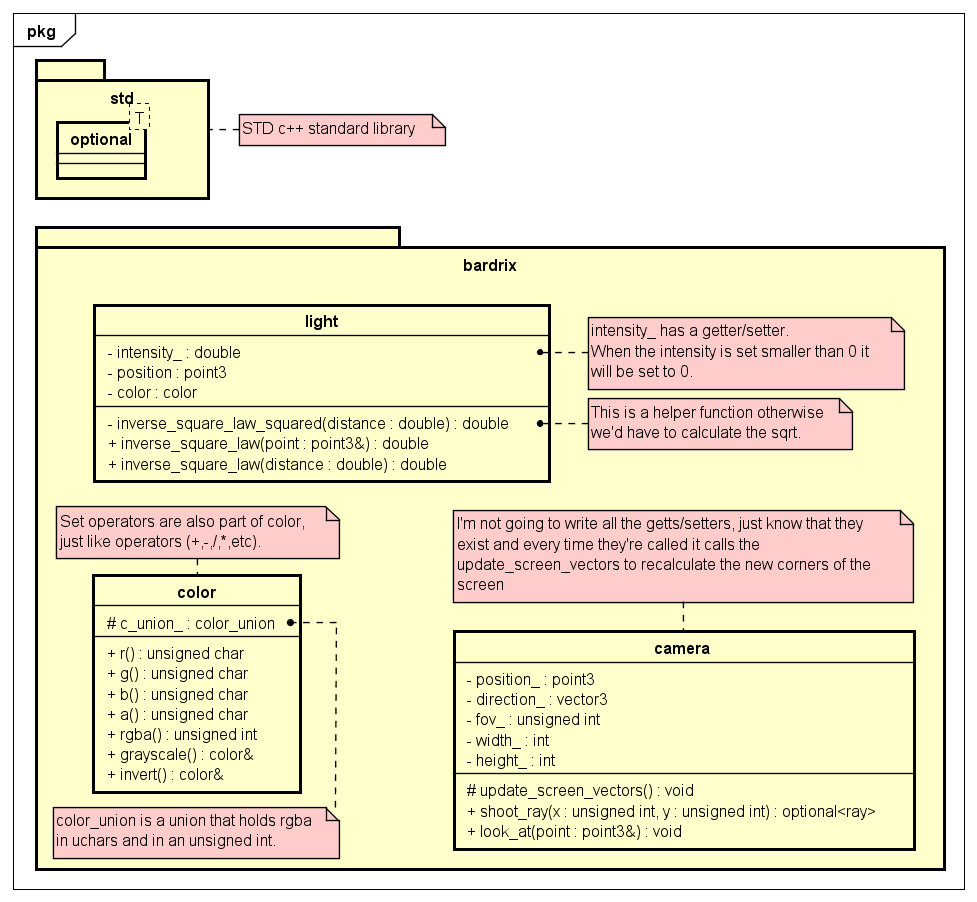 pkg
std
T
optional
STD c++ standard library
bardrix
light
- intensity_ : double
- position : point3
- color : color
- inverse_square_law_squared(distance : double) : double
+ inverse_square_law(point : point3&) : double
+ inverse_square_law(distance : double) : double
intensity_ has a getter/setter.
When the intensity is set smaller than 0 it
will be set to 0.
This is a helper function otherwise
we'd have to calculate the sqrt.
Set operators are also part of color,
just like operators (+,-,/,*,etc).
color
# c_union_ : color_union
+ r() : unsigned char
+ g() : unsigned char
+ b() : unsigned char
+ a() : unsigned char
+ rgba() : unsigned int
+ grayscale() : color&
+ invert() : color&
color_union is a union that holds rgba
in uchars and in an unsigned int.
I'm not going to write all the getts/setters, just know that they
exist and every time they're called it calls the
update_screen_vectors to recalculate the new corners of the
screen
camera
- position_ : point3
- direction_ : vector3
- fov_ : unsigned int
- width_ : int
- height_ : int
# update_screen_vectors() : void
+ shoot_ray(x : unsigned int, y : unsigned int) : optional<ray>
+ look_at(point : point3&) : void